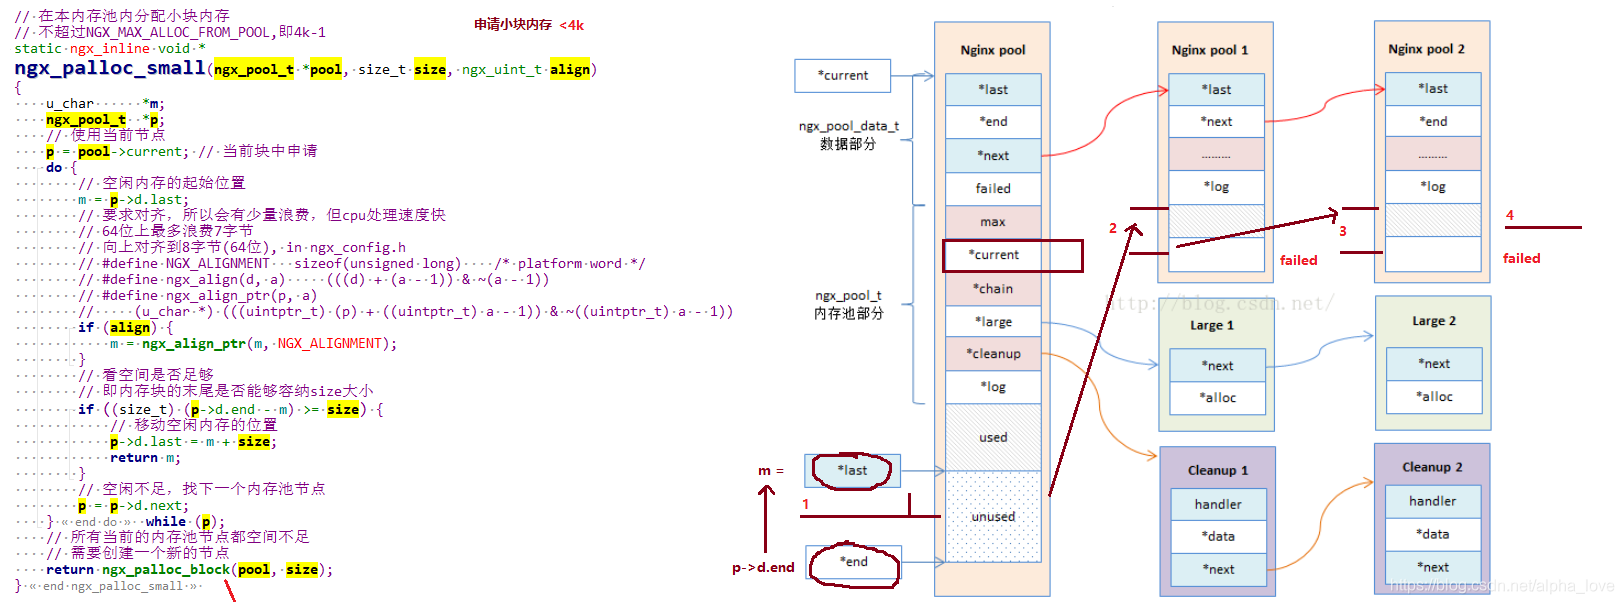 // 在本内存池内分配小块内存
// 不超过NGX_MAX_ALLOC_FROM_POOL,即4k-1
static ngx_inline void *
ngx_palloc_small(ngx_pool_t *pool, size_t size, ngx_uint_t align)
{
u_char *m;
ngx_pool_t *p;
// 使用当前节点
p = pool->current; // 当前块中申请
do {
// 空闲内存的起始位置
m = p->d.last;
// 要求对齐，所以会有少量浪费，但cpu处理速度快
// 64位上最多浪费7字节
// 向上对齐到8字节(64位), in ngx_config.h
// #define NGX_ALIGNMENT sizeof(unsigned long) /* platform word */
// #define ngx_align(d, a) (((d) + (a - 1)) & ~(a - 1))
// #define ngx_align_ptr(p, a)
// (u_char *) (((uintptr_t) (p) + ((uintptr_t) a - 1)) & ~((uintptr_t) a - 1))
if (align) {
m = ngx_align_ptr(m, NGX_ALIGNMENT);
}
// 看空间是否足够
// 即内存块的末尾是否能够容纳size大小
if ((size_t) (p->d.end - m) >= size) {
// 移动空闲内存的位置
p->d.last = m + size;
return m;
}
// 空闲不足，找下一个内存池节点
p = p->d.next;
} « end do » while (p);
// 所有当前的内存池节点都空间不足
// 需要创建一个新的节点
return ngx_palloc_block(pool, size);
} « end ngx_palloc_small »
申请小块内存 <4k
*current
ngx_pool_data_t
数据部分
ngx_pool_t
内存池部分
Nginx pool
*last
*end
*next
failed
max
*current
*chain
*large
*cleanup
*log
used
unused
m =
*last
1
p->d.end
*end
Nginx pool 1
*last
*next
.........
*log
2
failed
Nginx pool 2
*last
*end
.........
*log
3
4
failed
http://blog.csdn.net/
Large 1
*next
*alloc
Large 2
*next
*alloc
Cleanup 1
handler
*data
*next
Cleanup 2
handler
*data
*next
https://blog.csdn.net/alpha_love